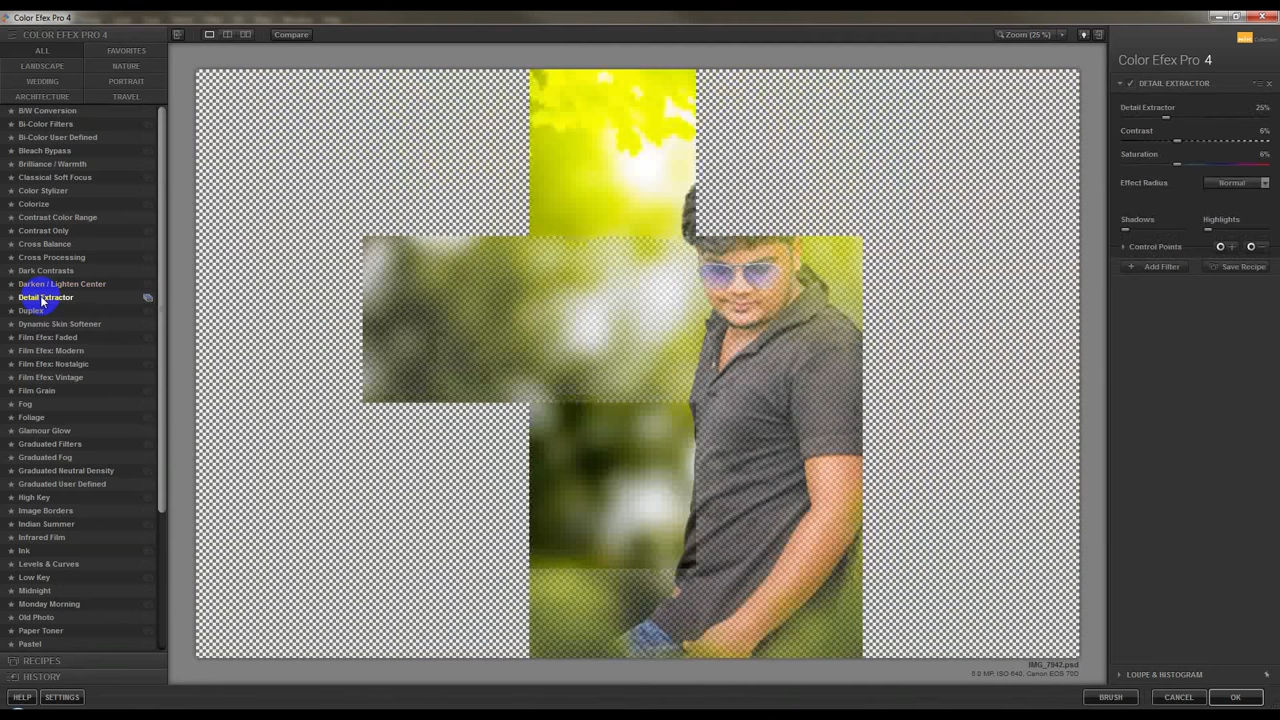 Color Efex Pro 4
COLOR EFEX PRO 4
ALL
FAVORITES
LANDSCAPE
NATURE
WEDDING
PORTRAIT
ARCHITECTURE
TRAVEL
B/W Conversion
Bi-Color Filters
Bi-Color User Defined
Bleach Bypass
Brilliance / Warmth
Classical Soft Focus
Color Stylizer
Colorize
Contrast Color Range
Contrast Only
Cross Balance
Cross Processing
Dark Contrasts
Darken / Lighten Center
Detail Extractor
Duplex
Dynamic Skin Softener
Film Efex: Faded
Film Efex: Modern
Film Efex: Nostalgic
Film Efex: Vintage
Film Grain
Fog
Foliage
Glamour Glow
Graduated Filters
Graduated Fog
Graduated Neutral Density
Graduated User Defined
High Key
Image Borders
Indian Summer
Infrared Film
Ink
Levels & Curves
Low Key
Midnight
Monday Morning
Old Photo
Paper Toner
Pastel
RECIPES
HISTORY
HELP
SETTINGS
Compare
Zoom (25 %)
IMG_7942.psd
ISO 640, Canon EOS 70D
Collection
Color Efex Pro 4
DETAIL EXTRACTOR
Detail Extractor 25%
Contrast 6%
Saturation 6%
Effect Radius Normal
Shadows Highlights
Control Points
Add Filter
Save Recipe
LOUPE & HISTOGRAM
BRUSH
CANCEL
OK